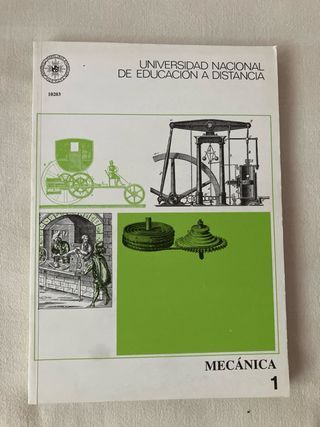 UNIVERSIDAD NACIONAL
DE EDUCACIÓN A DISTANCIA
10203
MECÁNICA
1